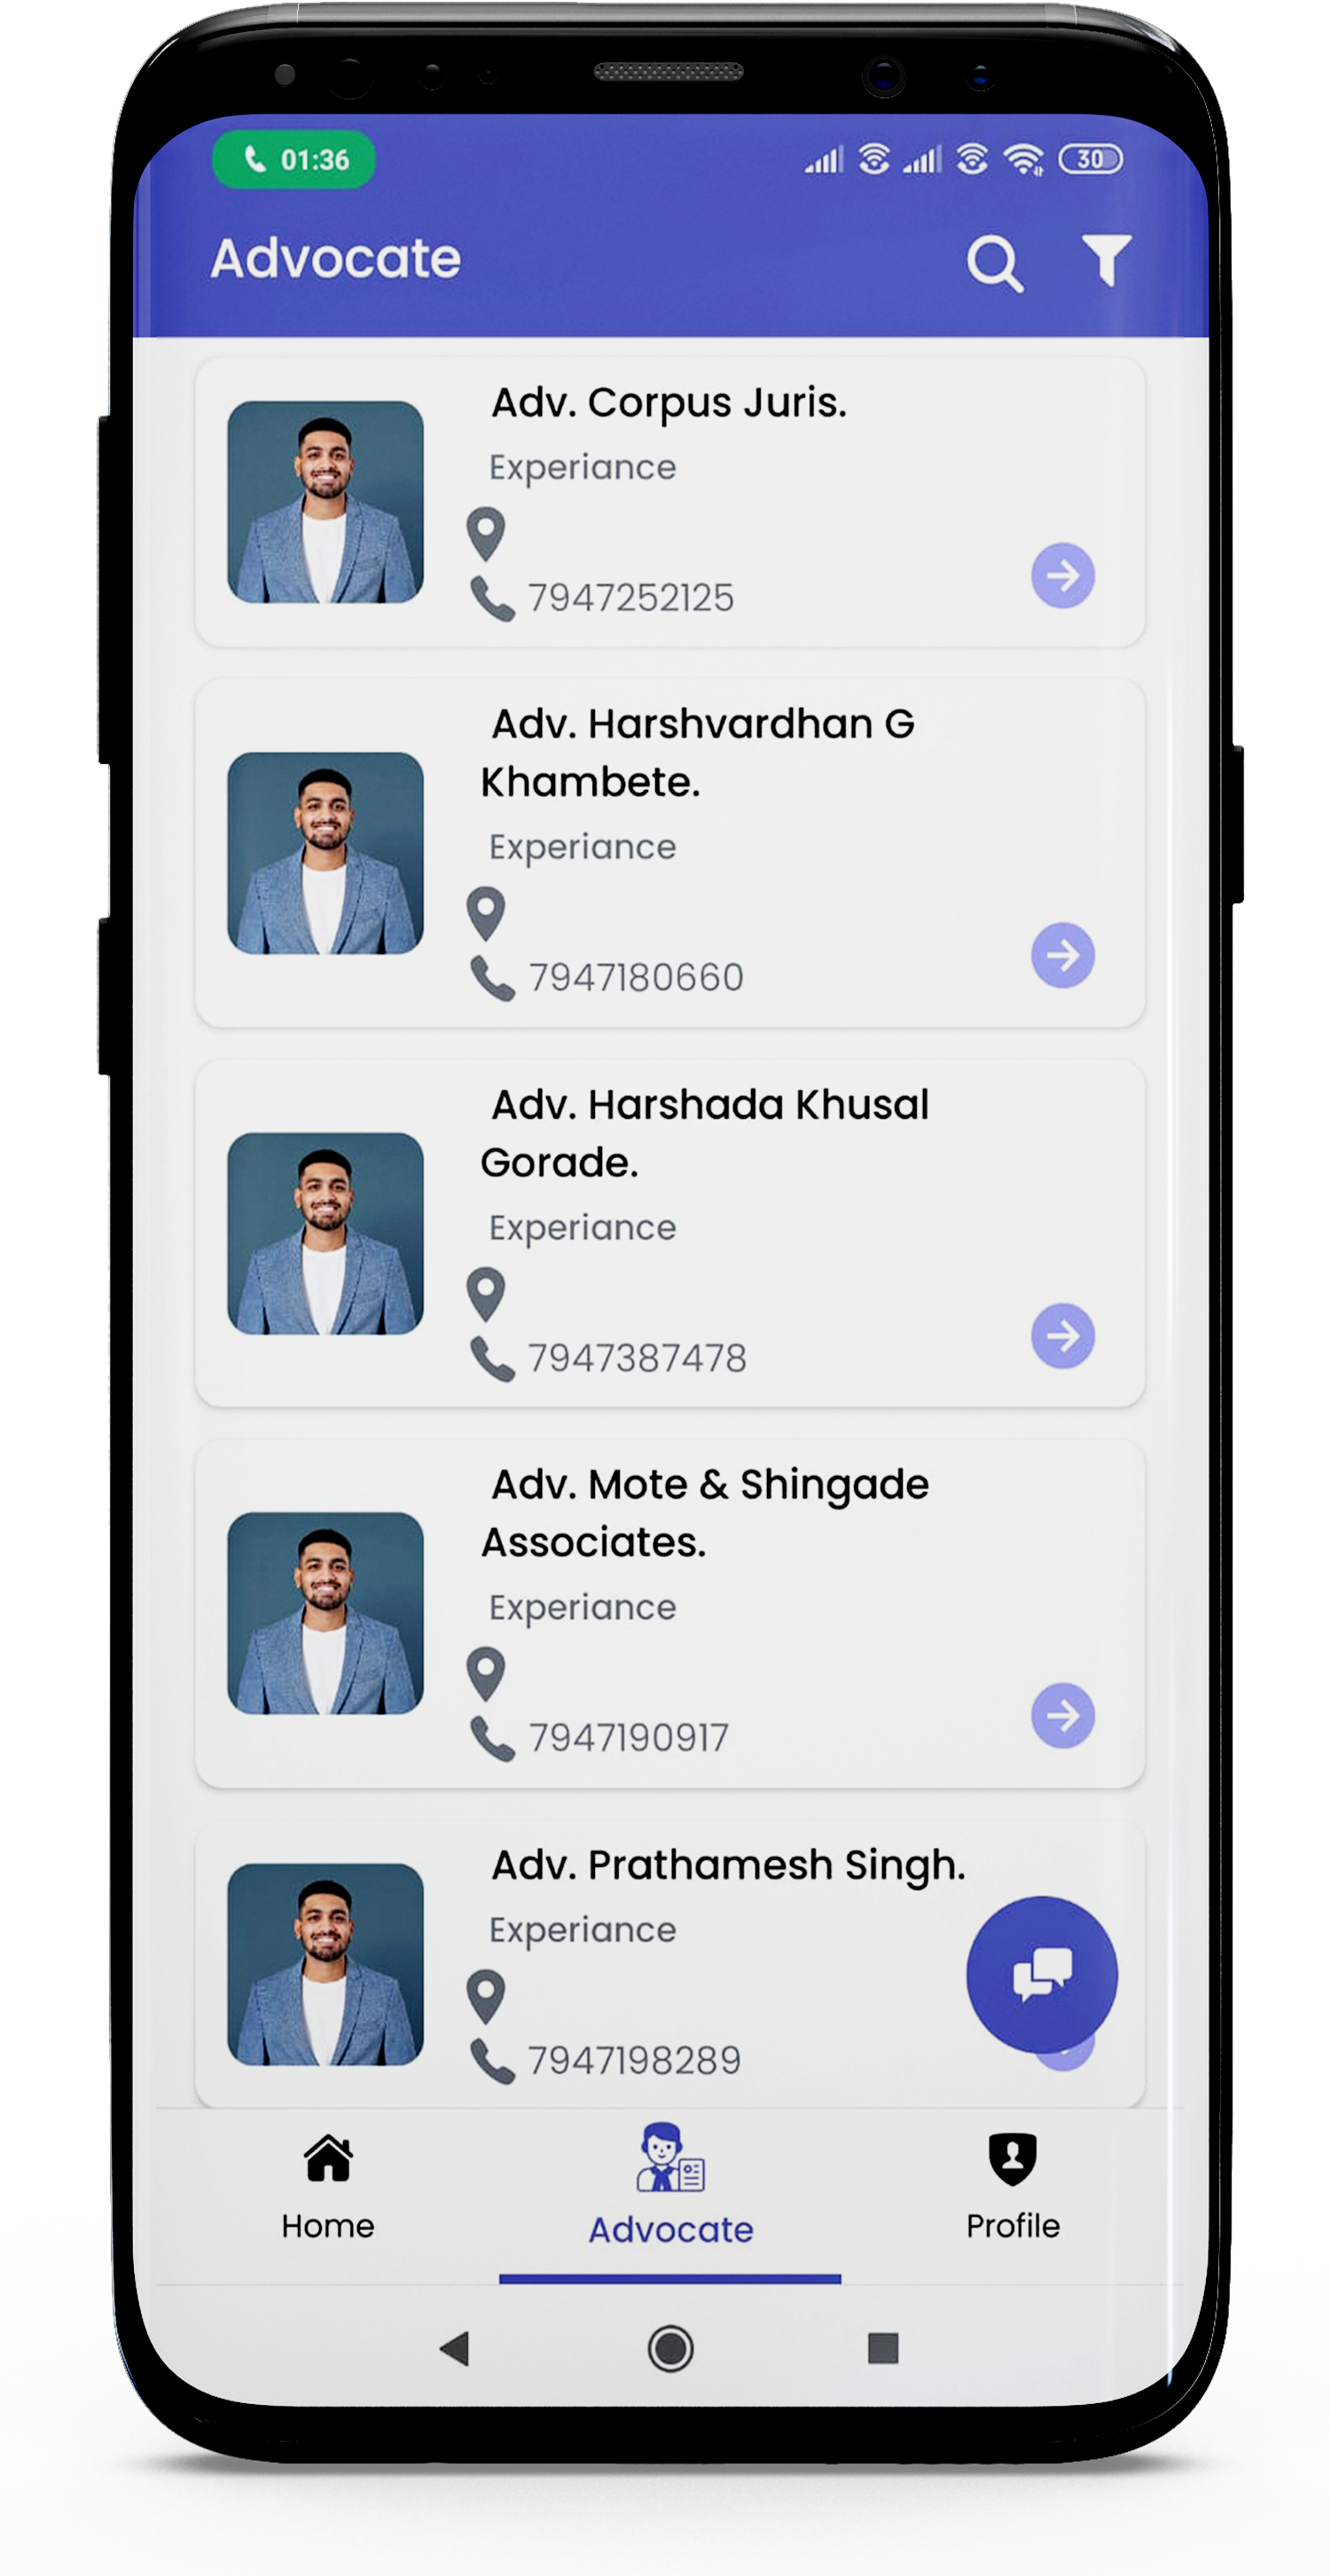 01:36
30
Advocate
Adv. Corpus Juris.
Experiance
7947252125
Adv. Harshvardhan G
Khambete.
Experiance
7947180660
Adv. Harshada Khusal
Gorade.
Experiance
7947387478
Adv. Mote & Shingade
Associates.
Experiance
7947190917
Adv. Prathamesh Singh.
Experiance
7947198289
Home
Advocate
Profile